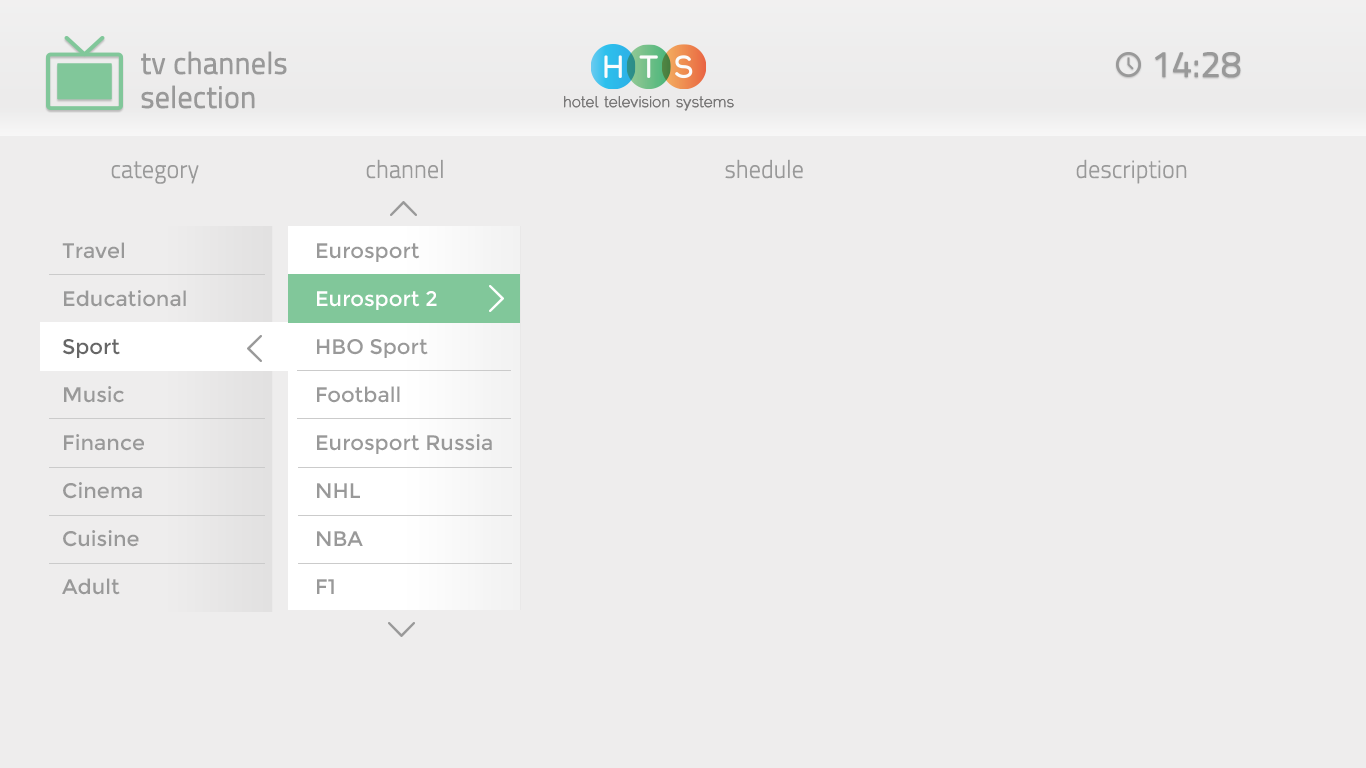 tv channels
selection
HTS
hotel television systems
14:28
category
channel
shedule
description
Travel
Educational
Sport
Music
Finance
Cinema
Cuisine
Adult
Eurosport
Eurosport 2
HBO Sport
Football
Eurosport Russia
NHL
NBA
F1